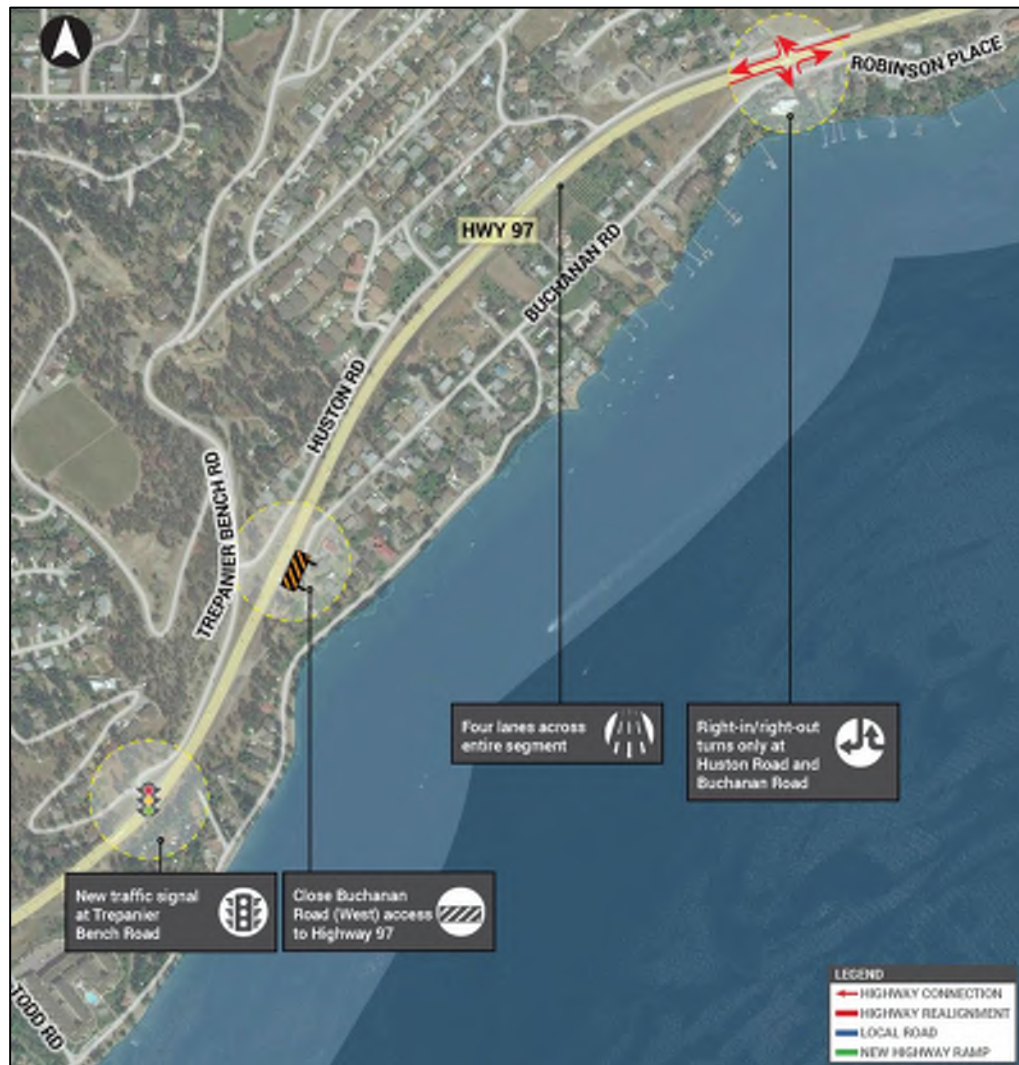 ROBINSON PLACE
HWY 97
BUCHANAN RD
HUSTON RD
TREPANIER BENCH RD
Four lanes across
entire segment
Right-in/right-out
turns only at
Huston Road and
Buchanan Road
New traffic signal
at Trepanier
Bench Road
Close Buchanan
Road (West) access
to Highway 97
TODD RD
LEGEND
HIGHWAY CONNECTION
HIGHWAY REALIGNMENT
LOCAL ROAD
NEW HIGHWAY RAMP